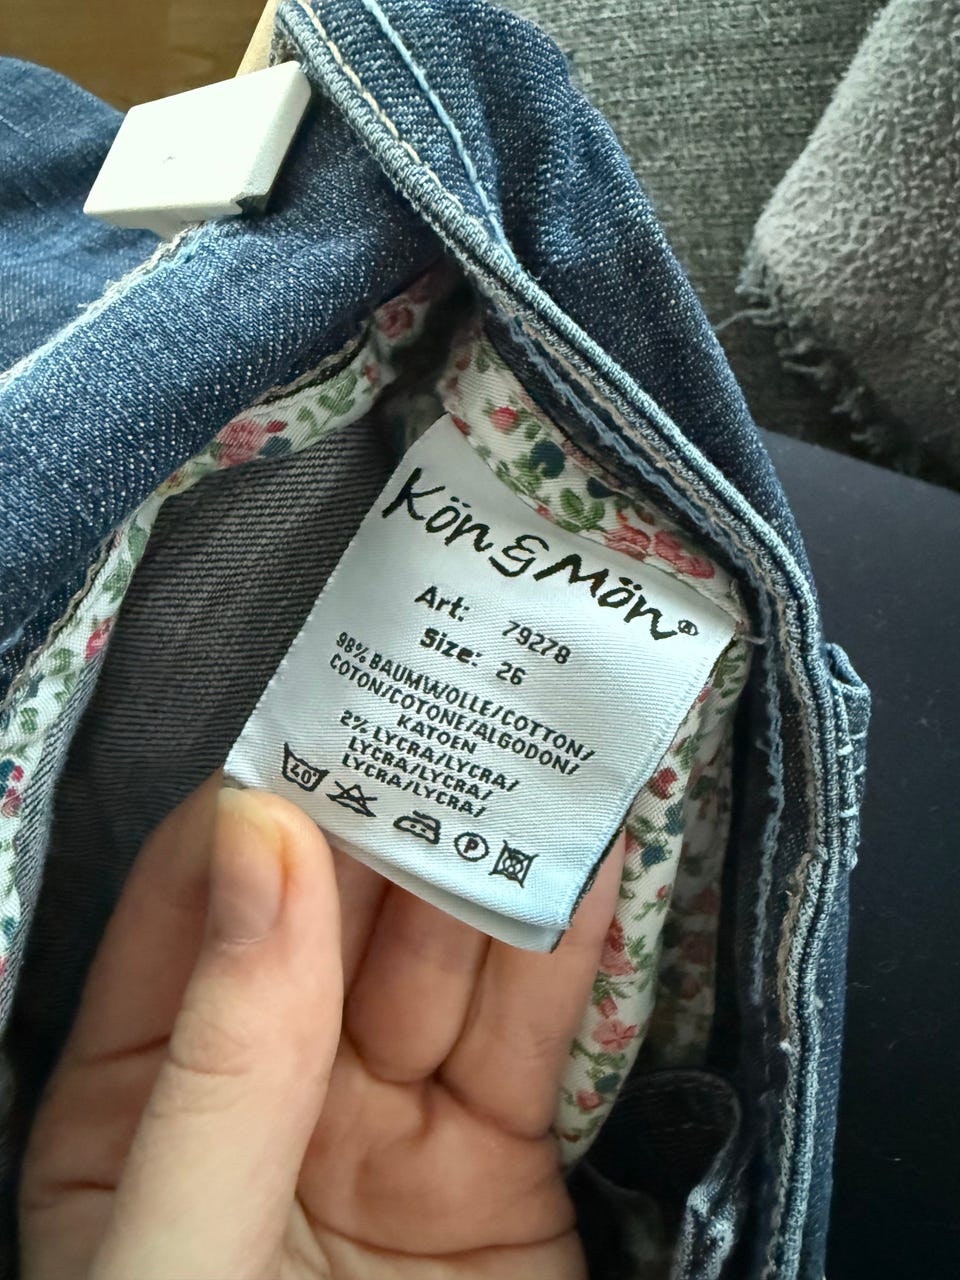 Kön & Mön®
Art: 79278
Size: 26
98% BAUMWOLLE/COTTON/
COTON/COTONE/ALGODON/
KATOEN
2% LYCRA/LYCRA/
LYCRA/LYCRA/
LYCRA/LYCRA/
40°
P